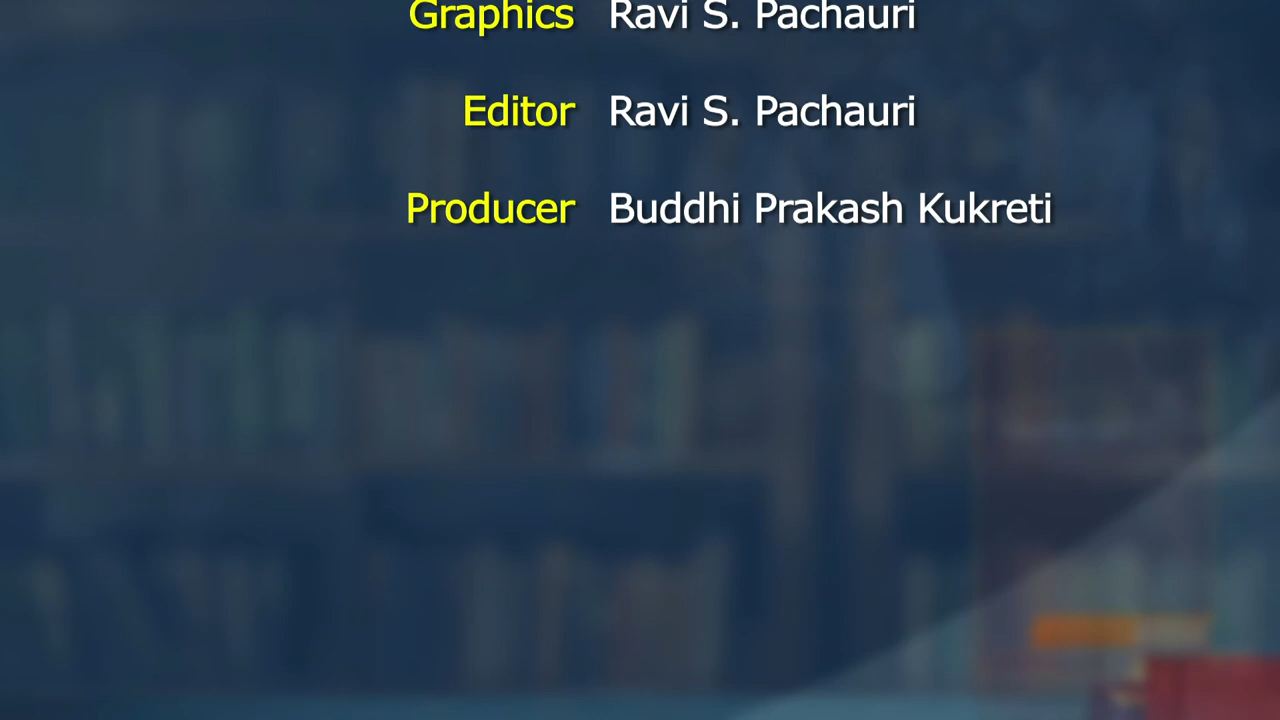 Graphics Ravi S. Pachauri
Editor Ravi S. Pachauri
Producer Buddhi Prakash Kukreti